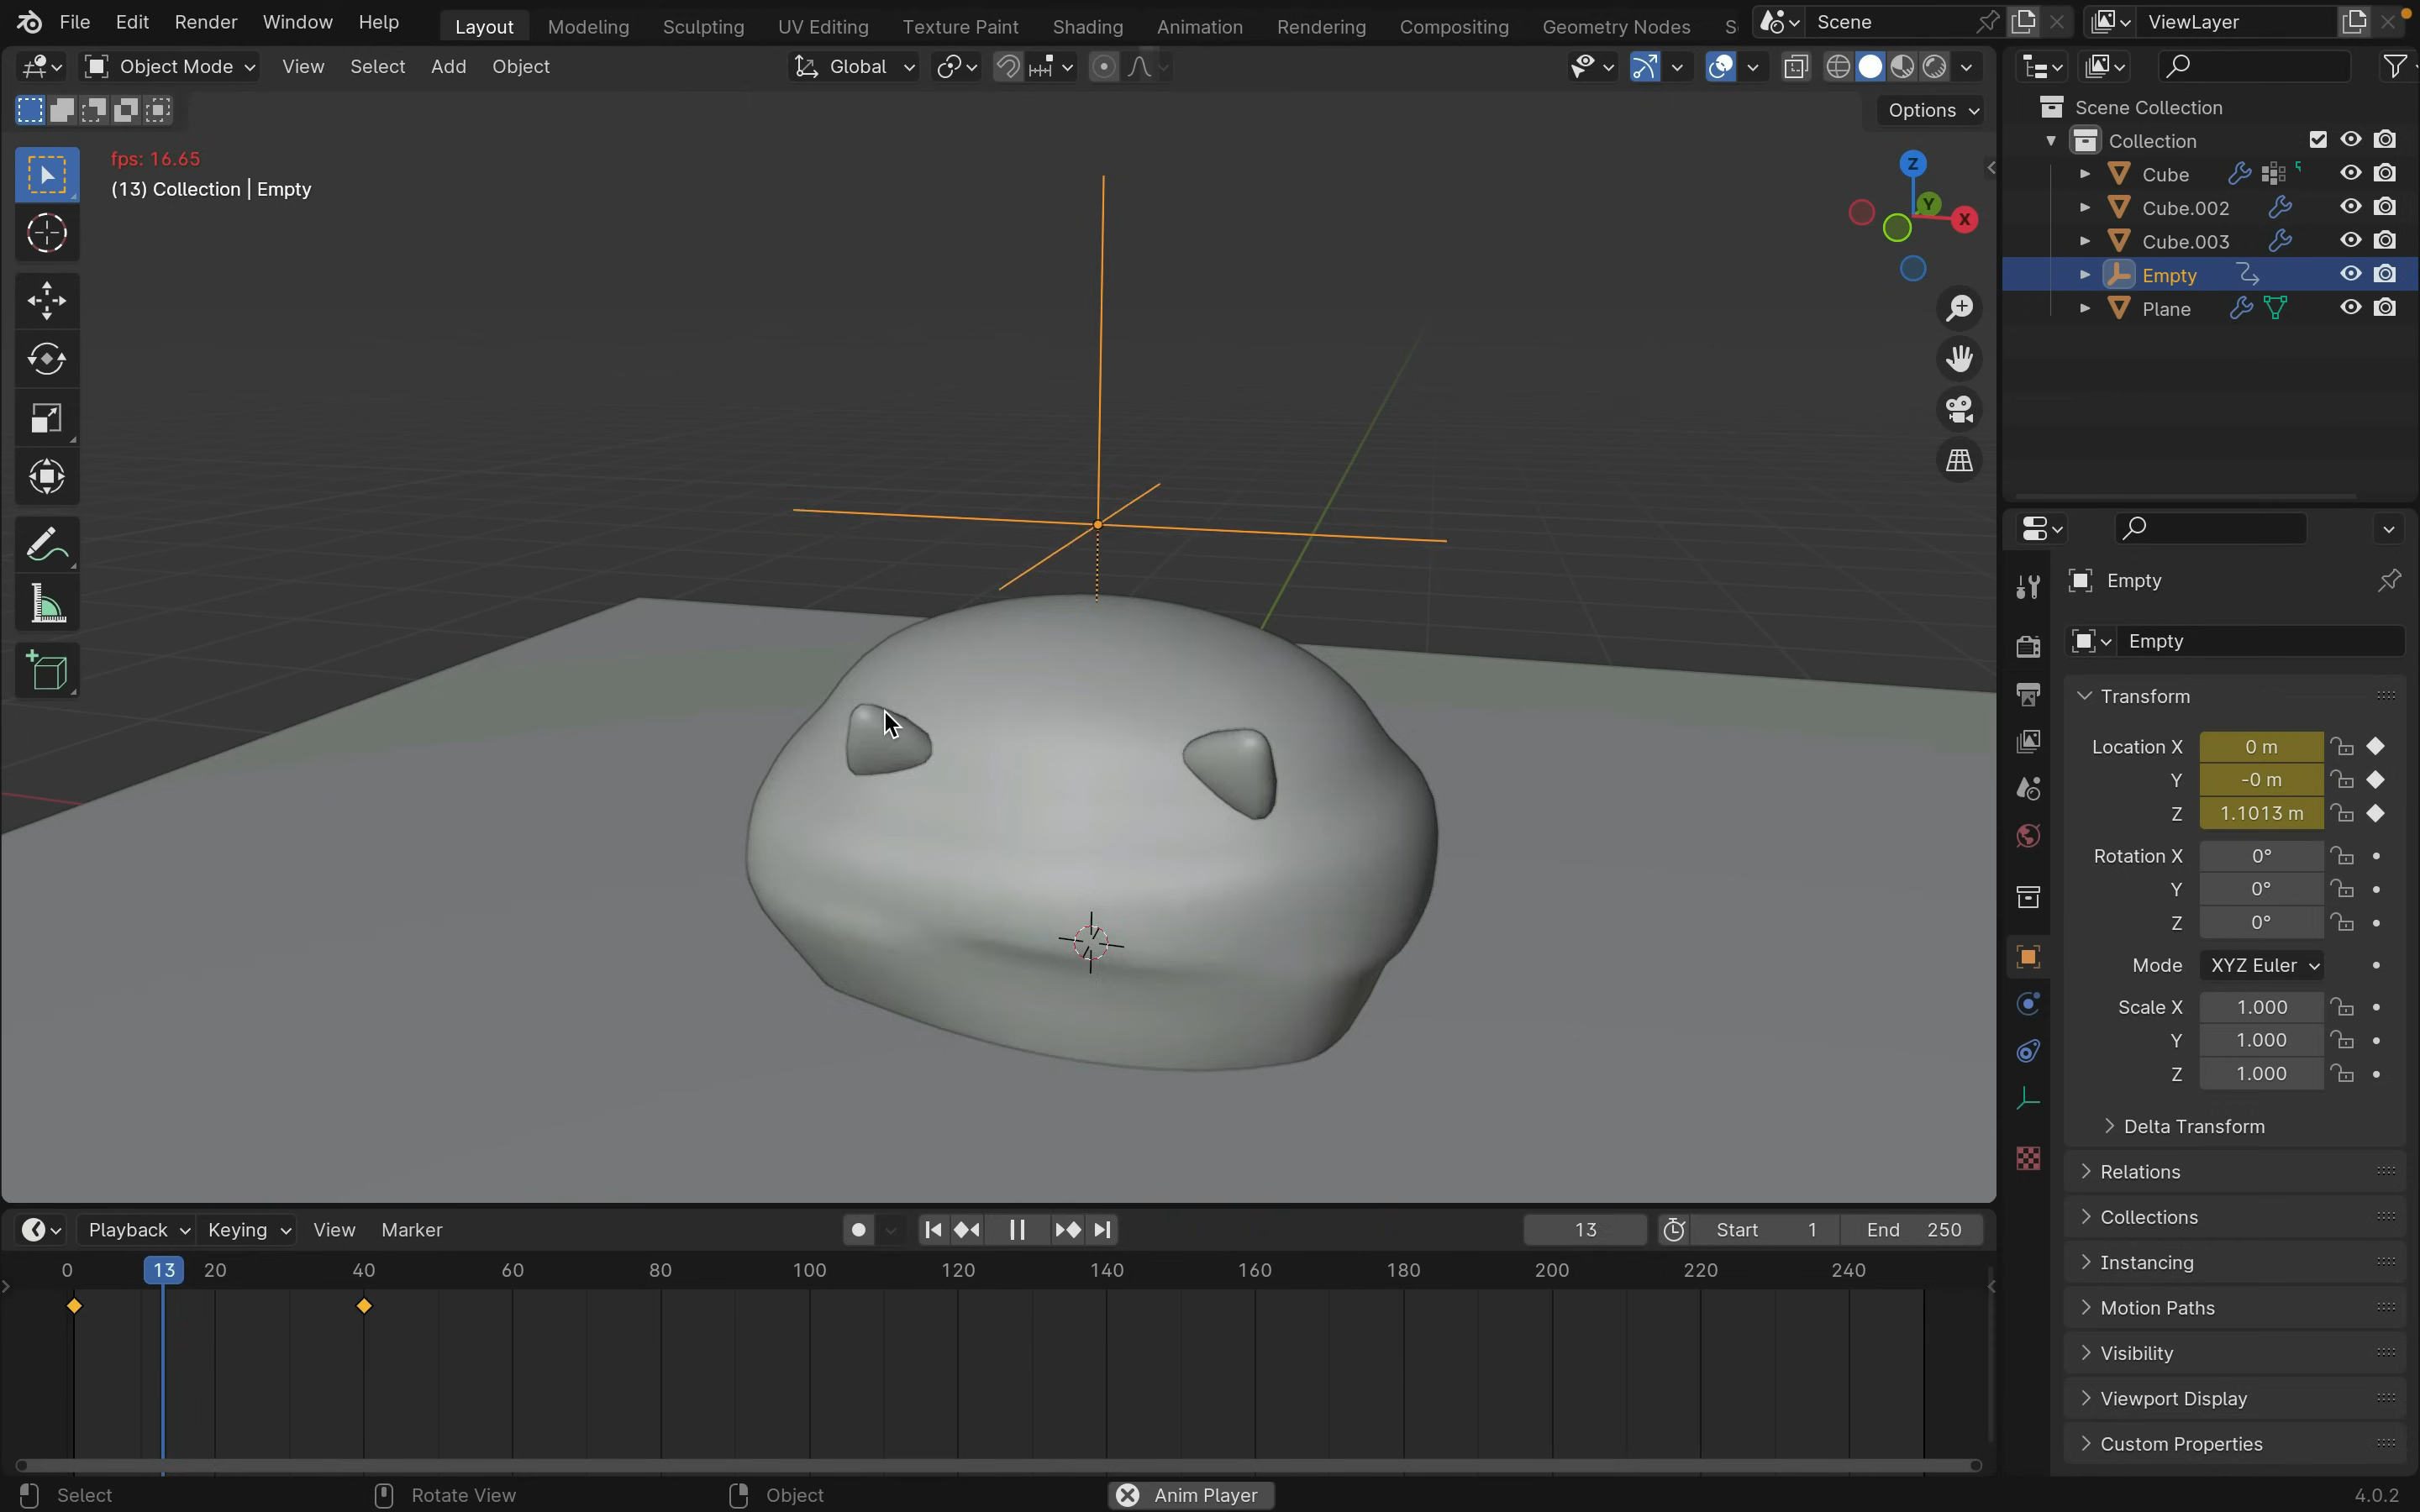 File Edit Render Window Help Layout Modeling Sculpting UV Editing Texture Paint Shading Animation Rendering Compositing Geometry Nodes Scene ViewLayer
Object Mode View Select Add Object Global
Options
fps: 16.65
(13) Collection | Empty
Z
Y
X
Scene Collection
Collection
Cube
Cube.002
Cube.003
Empty
Plane
Empty
Empty
Transform
Location X 0 m
Y -0 m
Z 1.1013 m
Rotation X 0°
Y 0°
Z 0°
Mode XYZ Euler
Scale X 1.000
Y 1.000
Z 1.000
Delta Transform
Relations
Collections
Instancing
Motion Paths
Visibility
Viewport Display
Custom Properties
Playback Keying View Marker 13 Start 1 End 250
0 13 20 40 60 80 100 120 140 160 180 200 220 240
Select Rotate View Object Anim Player 4.0.2